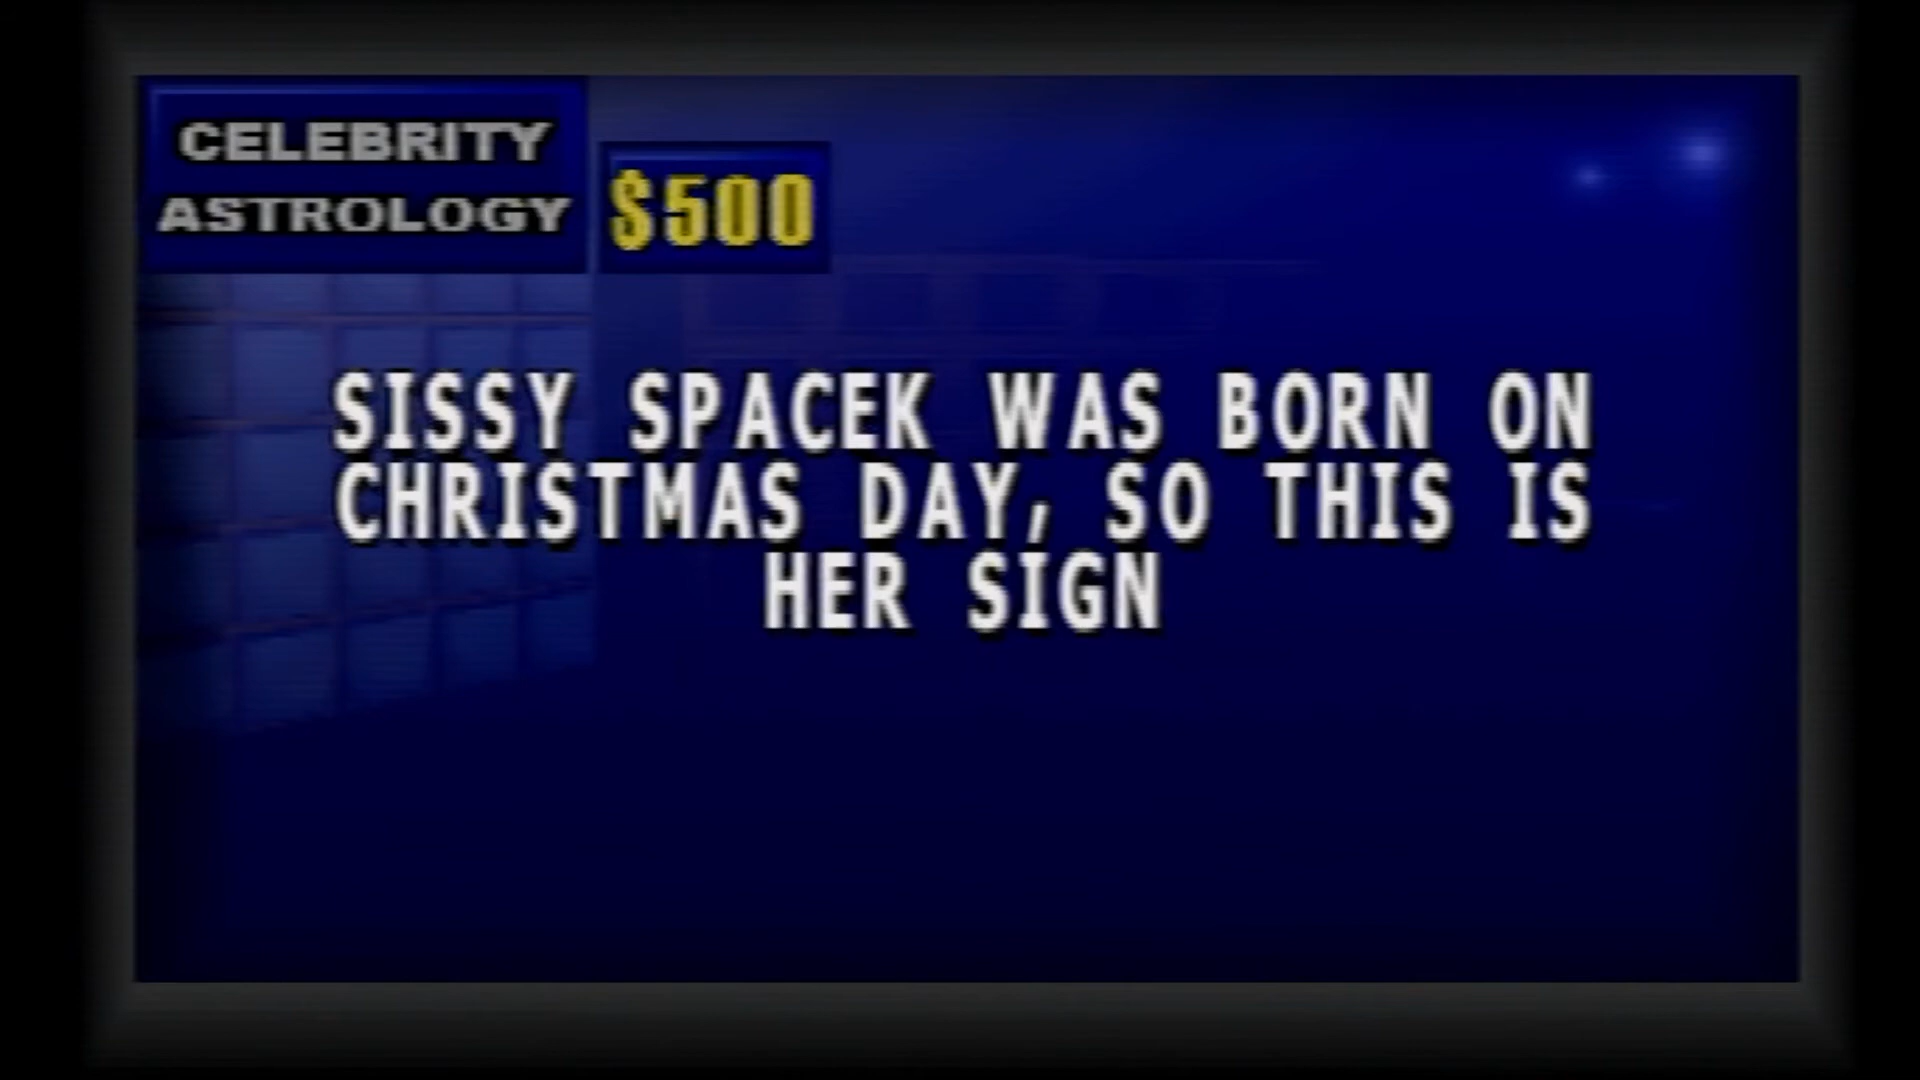 CELEBRITY
ASTROLOGY
$500
SISSY SPACEK WAS BORN ON
CHRISTMAS DAY, SO THIS IS
HER SIGN